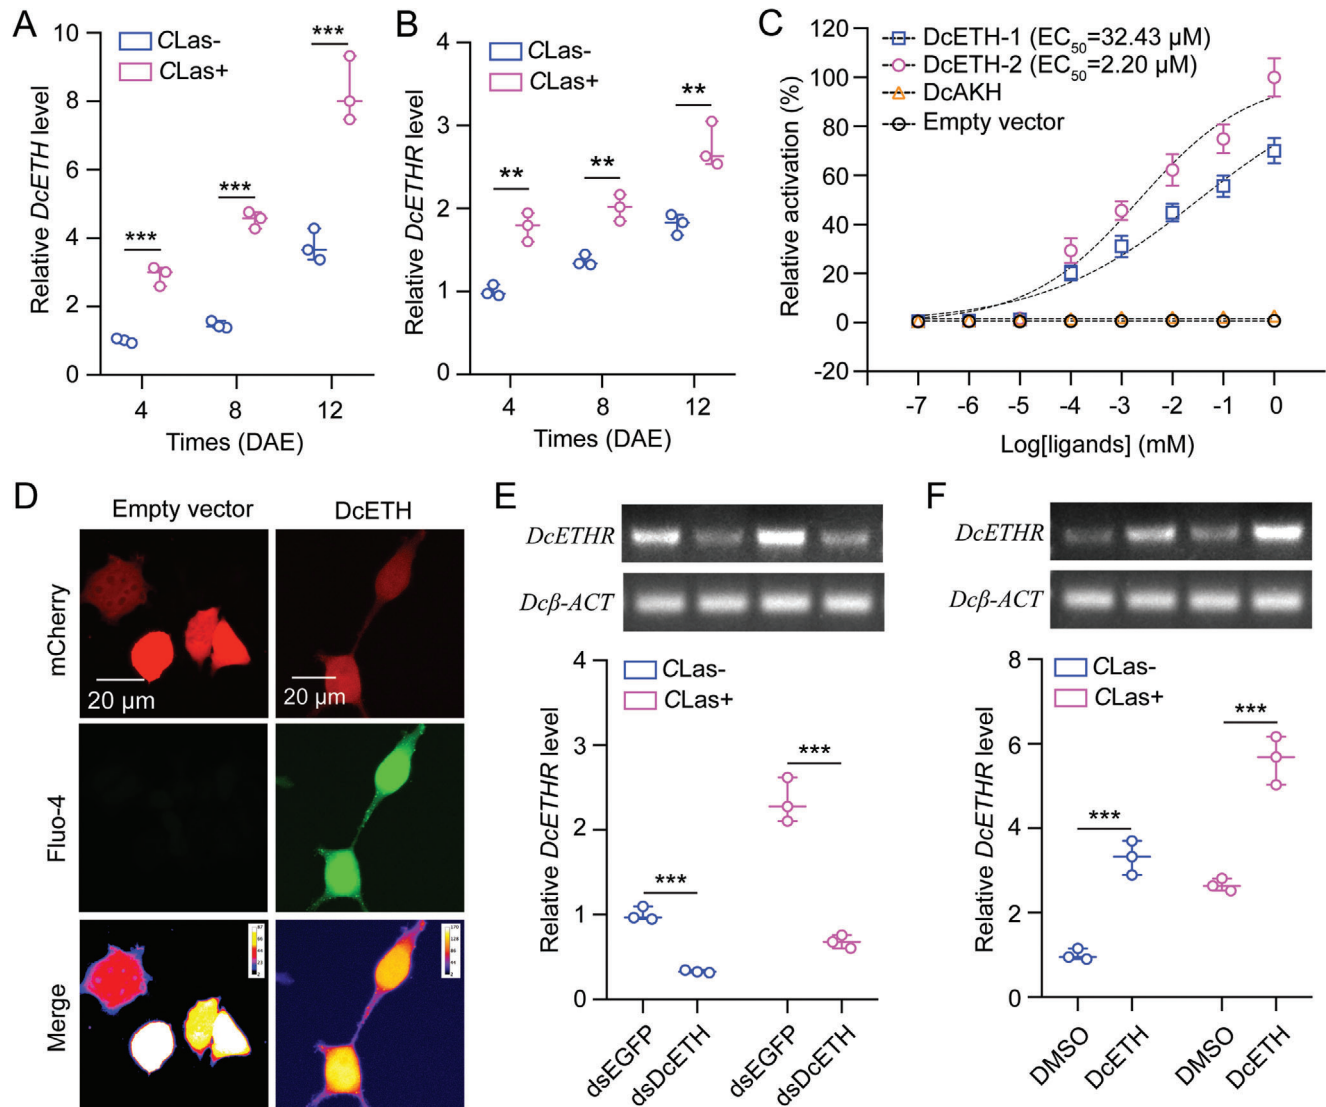 A
Relative DcETH level
10
8
6
4
2
0
CLas-
CLas+
***
***
***
4
8
12
Times (DAE)
B
Relative DcETHR level
4
3
2
1
0
CLas-
CLas+
**
**
**
4
8
12
Times (DAE)
C
Relative activation (%)
120
100
80
60
40
20
0
-20
DcETH-1 (EC50=32.43 µM)
DcETH-2 (EC50=2.20 µM)
DcAKH
Empty vector
-7
-6
-5
-4
-3
-2
-1
0
Log[ligands] (mM)
D
Empty vector
DcETH
mCherry
20 µm
20 µm
Fluo-4
Merge
E
DcETHR
Dcβ-ACT
Relative DcETHR level
4
3
2
1
0
CLas-
CLas+
***
***
dsEGFP
dsDcETH
dsEGFP
dsDcETH
F
DcETHR
Dcβ-ACT
Relative DcETHR level
8
6
4
2
0
CLas-
CLas+
***
***
DMSO
DcETH
DMSO
DcETH